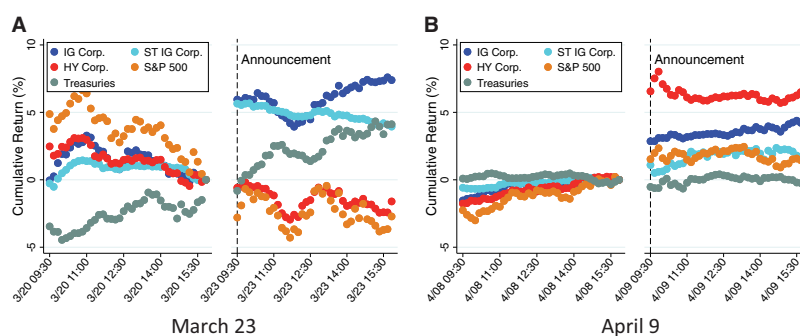 A
B
Cumulative Return (%)
10
5
0
-5
IG Corp.
ST IG Corp.
HY Corp.
S&P 500
Treasuries
Announcement
3/20 09:30
3/20 11:00
3/20 12:30
3/20 14:00
3/20 15:30
3/23 09:30
3/23 11:00
3/23 12:30
3/23 14:00
3/23 15:30
March 23
Cumulative Return (%)
10
5
0
-5
IG Corp.
ST IG Corp.
HY Corp.
S&P 500
Treasuries
Announcement
4/08 09:30
4/08 11:00
4/08 12:30
4/08 14:00
4/08 15:30
4/09 09:30
4/09 11:00
4/09 12:30
4/09 14:00
4/09 15:30
April 9